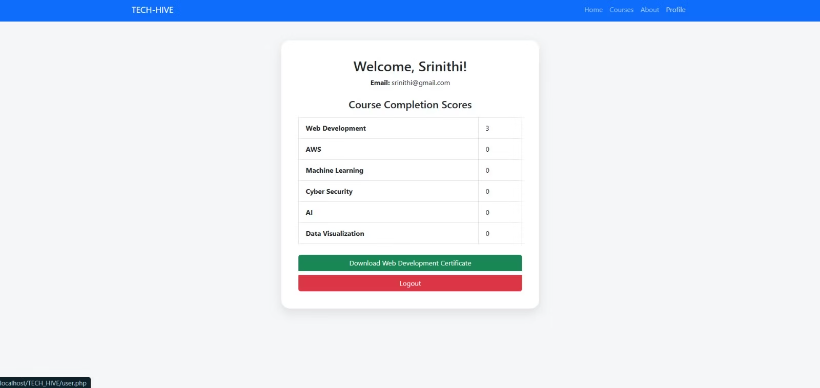 TECH-HIVE Home Courses About Profile
Welcome, Srinithi!
Email: srinithi@gmail.com
Course Completion Scores
Web Development 3
AWS 0
Machine Learning 0
Cyber Security 0
AI 0
Data Visualization 0
Download Web Development Certificate
Logout
localhost/TECH_HIVE/user.php